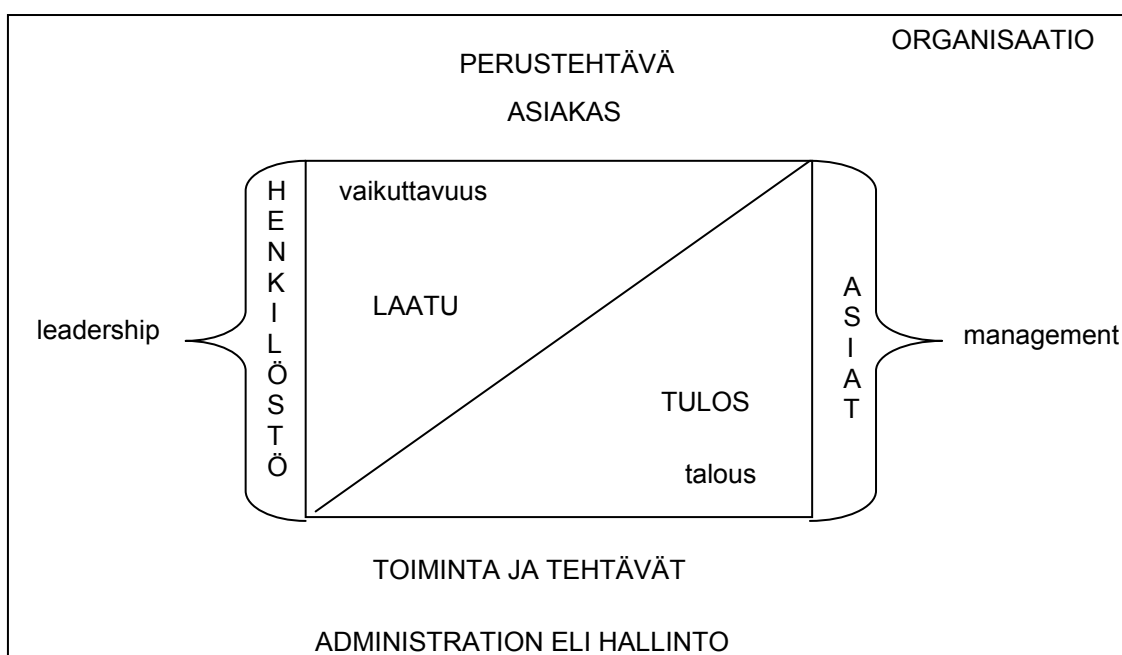 ORGANISAATIO
PERUSTEHTÄVÄ
ASIAKAS
HENKILÖSTÖ
vaikuttavuus
LAATU
leadership
ASIAT
management
TULOS
talous
TOIMINTA JA TEHTÄVÄT
ADMINISTRATION ELI HALLINTO